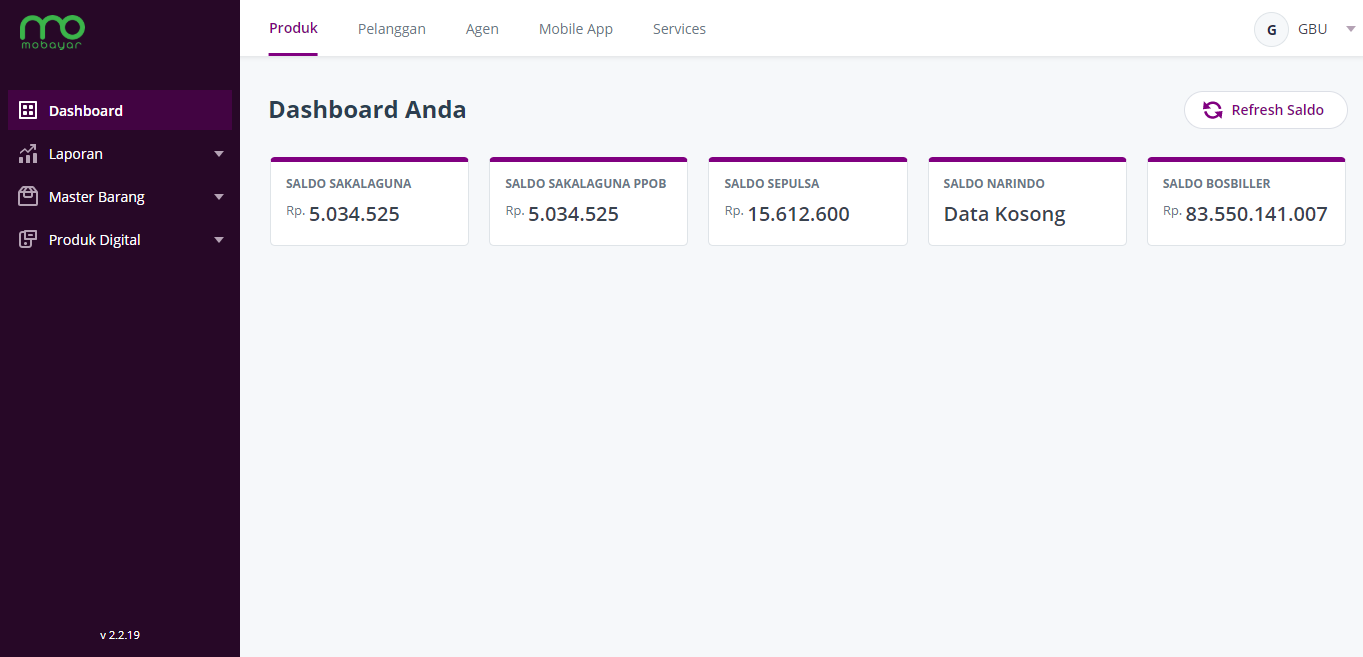 mobayar
Produk Pelanggan Agen Mobile App Services G GBU
Dashboard
Laporan
Master Barang
Produk Digital
v 2.2.19
Dashboard Anda Refresh Saldo
SALDO SAKALAGUNA
Rp. 5.034.525
SALDO SAKALAGUNA PPOB
Rp. 5.034.525
SALDO SEPULSA
Rp. 15.612.600
SALDO NARINDO
Data Kosong
SALDO BOSBILLER
Rp. 83.550.141.007